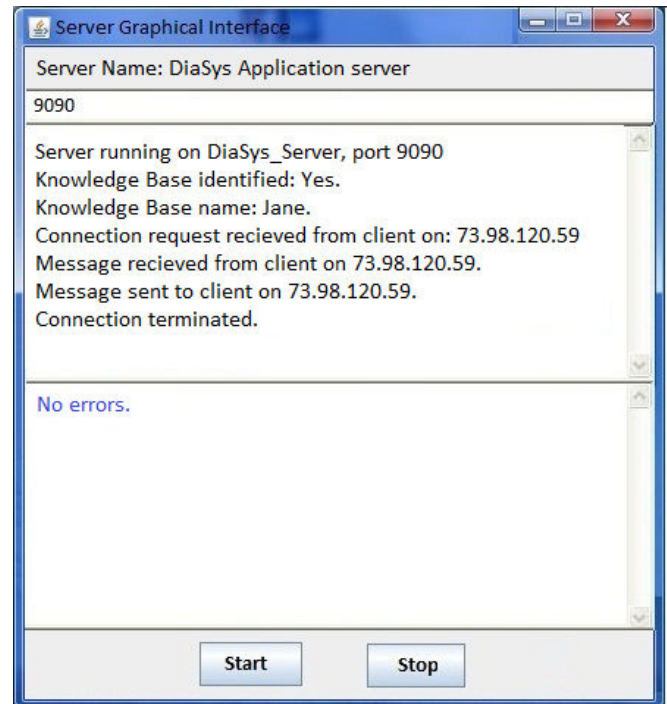 Server Graphical Interface
Server Name: DiaSys Application server
9090
Server running on DiaSys_Server, port 9090
Knowledge Base identified: Yes.
Knowledge Base name: Jane.
Connection request recieved from client on: 73.98.120.59
Message recieved from client on 73.98.120.59.
Message sent to client on 73.98.120.59.
Connection terminated.
No errors.
Start
Stop